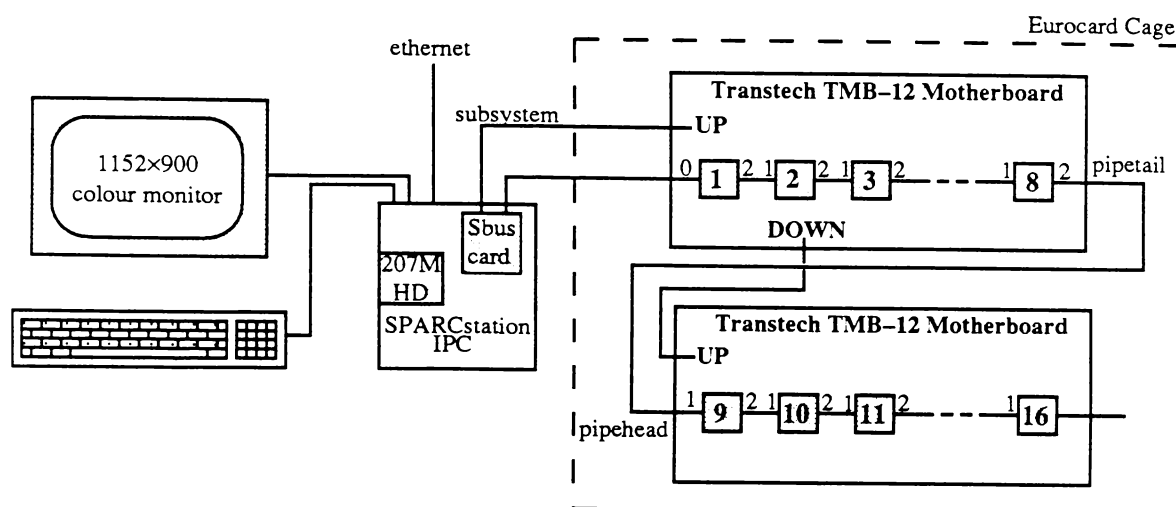 Eurocard Cage
ethernet
Transtech TMB–12 Motherboard
subsystem
UP
1152×900
colour monitor
0 1 2 1 2 2 1 3 2 1 8 2
pipetail
Sbus
card
DOWN
207M
HD
SPARCstation
IPC
Transtech TMB–12 Motherboard
UP
1 9 2 1 10 2 1 11 2 1 16
pipehead